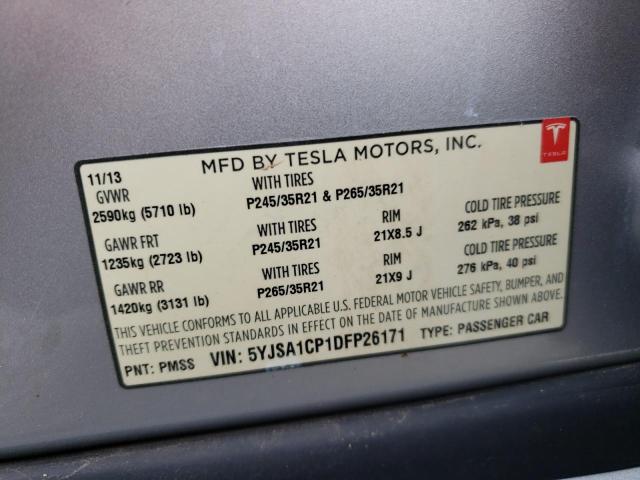 MFD BY TESLA MOTORS, INC.
TESLA
11/13
GVWR WITH TIRES
2590kg (5710 lb) P245/35R21 & P265/35R21
GAWR FRT WITH TIRES RIM COLD TIRE PRESSURE
1235kg (2723 lb) P245/35R21 21X8.5 J 262 kPa, 38 psi
GAWR RR WITH TIRES RIM COLD TIRE PRESSURE
1420kg (3131 lb) P265/35R21 21X9 J 276 kPa, 40 psi
THIS VEHICLE CONFORMS TO ALL APPLICABLE U.S. FEDERAL MOTOR VEHICLE SAFETY, BUMPER, AND
THEFT PREVENTION STANDARDS IN EFFECT ON THE DATE OF MANUFACTURE SHOWN ABOVE.
PNT: PMSS VIN: 5YJSA1CP1DFP26171 TYPE: PASSENGER CAR